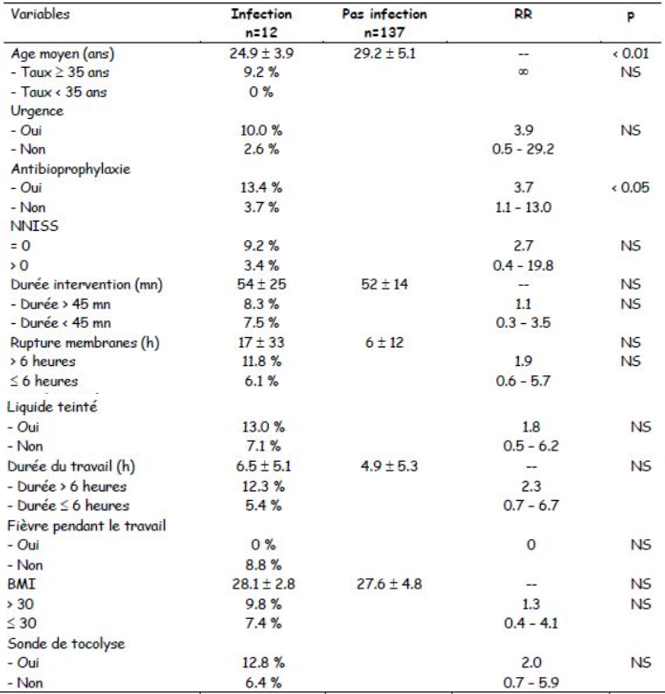 Variables Infection Pas infection RR p
n=12 n=137
Age moyen (ans) 24.9 ± 3.9 29.2 ± 5.1 -- < 0.01
- Taux ≥ 35 ans 9.2 % ∞ NS
- Taux < 35 ans 0 %
Urgence
- Oui 10.0 % 3.9 NS
- Non 2.6 % 0.5 - 29.2
Antibioprophylaxie
- Oui 13.4 % 3.7 < 0.05
- Non 3.7 % 1.1 - 13.0
NNISS
= 0 9.2 % 2.7 NS
> 0 3.4 % 0.4 - 19.8
Durée intervention (mn) 54 ± 25 52 ± 14 -- NS
- Durée > 45 mn 8.3 % 1.1 NS
- Durée < 45 mn 7.5 % 0.3 - 3.5
Rupture membranes (h) 17 ± 33 6 ± 12 NS
> 6 heures 11.8 % 1.9 NS
≤ 6 heures 6.1 % 0.6 - 5.7
Liquide teinté
- Oui 13.0 % 1.8 NS
- Non 7.1 % 0.5 - 6.2
Durée du travail (h) 6.5 ± 5.1 4.9 ± 5.3 -- NS
- Durée > 6 heures 12.3 % 2.3
- Durée ≤ 6 heures 5.4 % 0.7 - 6.7
Fièvre pendant le travail
- Oui 0 % 0 NS
- Non 8.8 %
BMI 28.1 ± 2.8 27.6 ± 4.8 -- NS
> 30 9.8 % 1.3 NS
≤ 30 7.4 % 0.4 - 4.1
Sonde de tocolyse
- Oui 12.8 % 2.0 NS
- Non 6.4 % 0.7 - 5.9